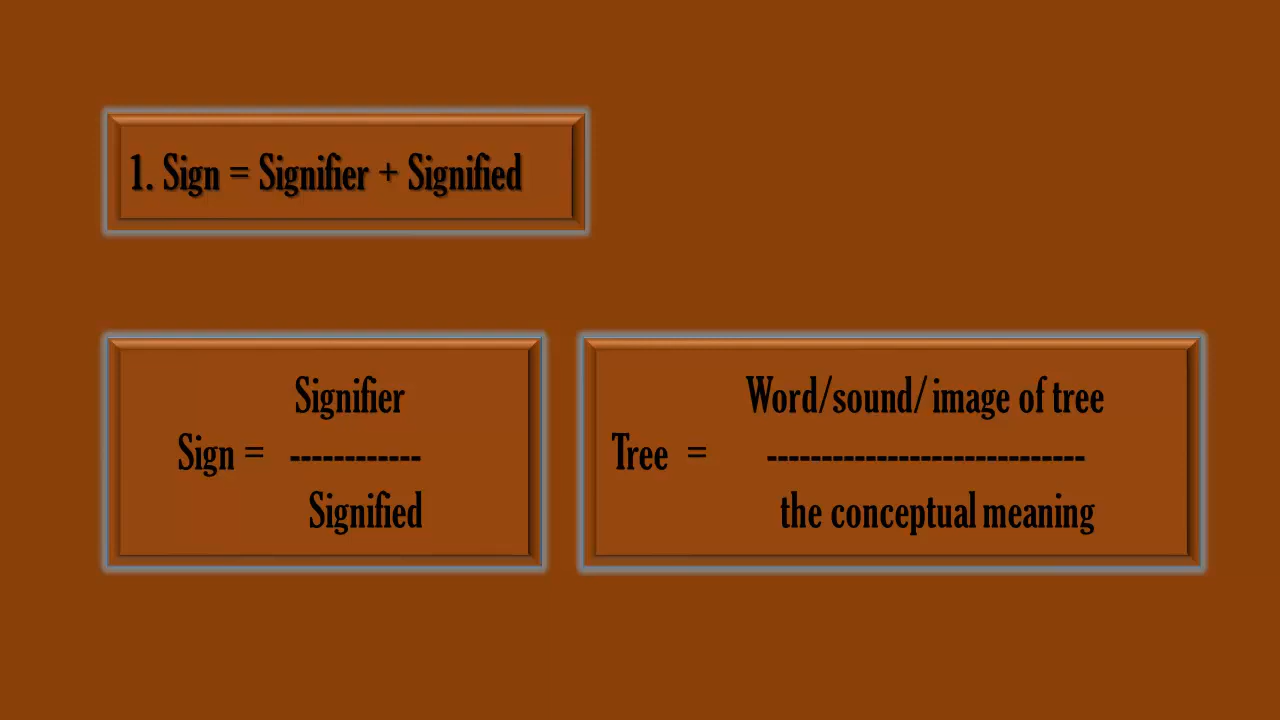 1. Sign = Signifier + Signified
Signifier
Sign = ------------
Signified
Word/sound/ image of tree
Tree = -----------------------------
the conceptual meaning